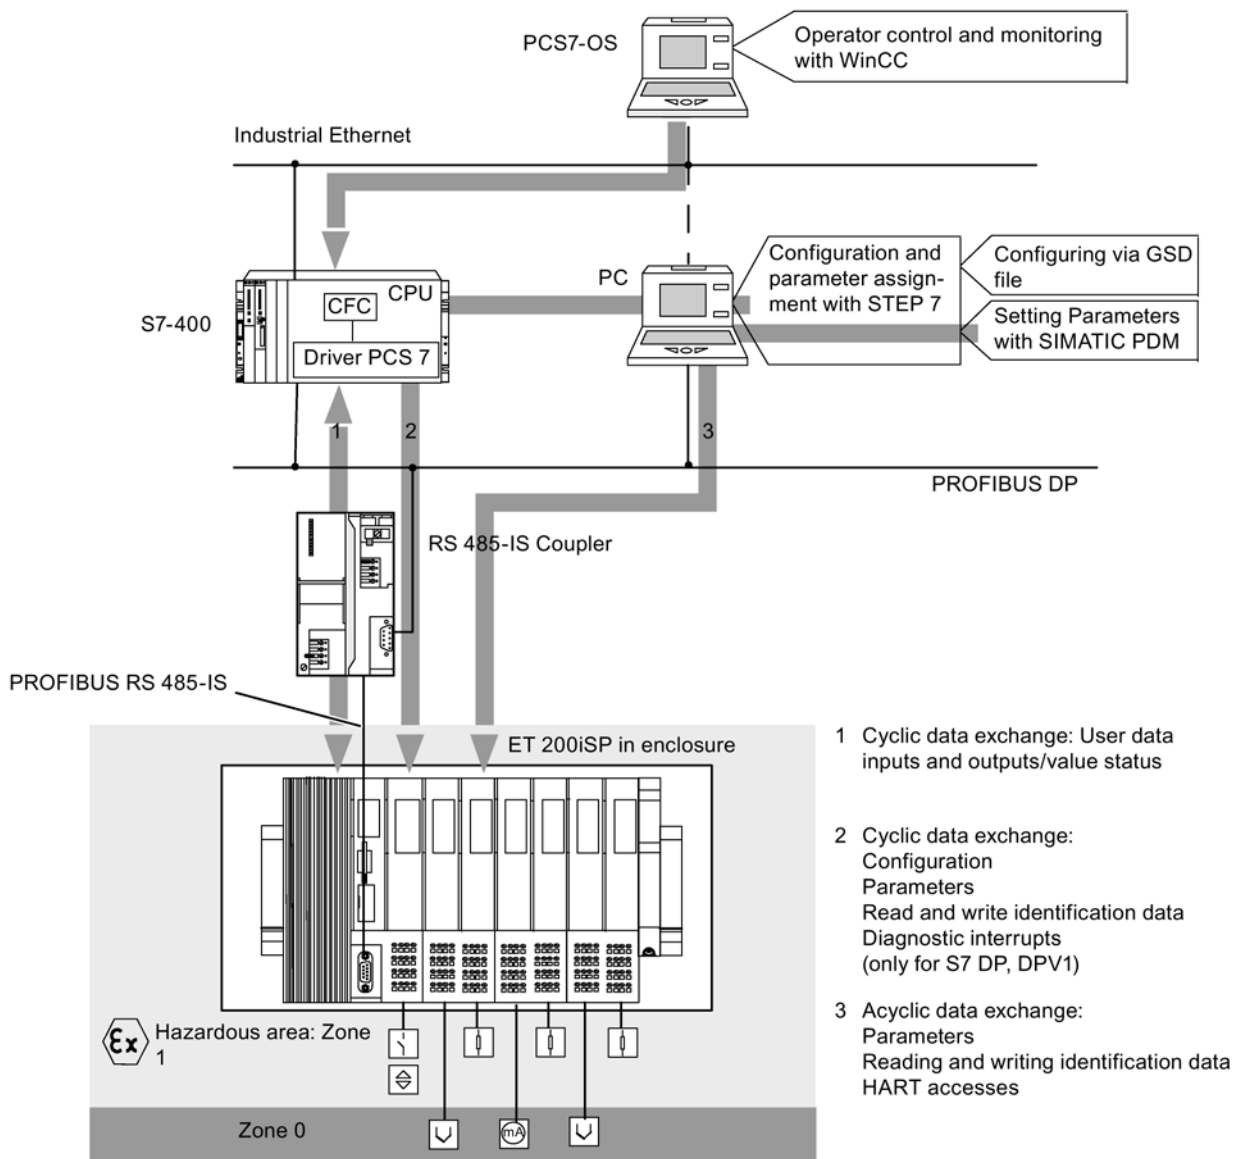 PCS7-OS
Operator control and monitoring
with WinCC
Industrial Ethernet
S7-400
CPU
CFC
Driver PCS 7
PC
Configuration and
parameter assign-
ment with STEP 7
Configuring via GSD
file
Setting Parameters
with SIMATIC PDM
1
2
3
PROFIBUS DP
RS 485-IS Coupler
PROFIBUS RS 485-IS
ET 200iSP in enclosure
1 Cyclic data exchange: User data
inputs and outputs/value status
2 Cyclic data exchange:
Configuration
Parameters
Read and write identification data
Diagnostic interrupts
(only for S7 DP, DPV1)
3 Acyclic data exchange:
Parameters
Reading and writing identification data
HART accesses
Ex
Hazardous area: Zone
1
Zone 0
mA